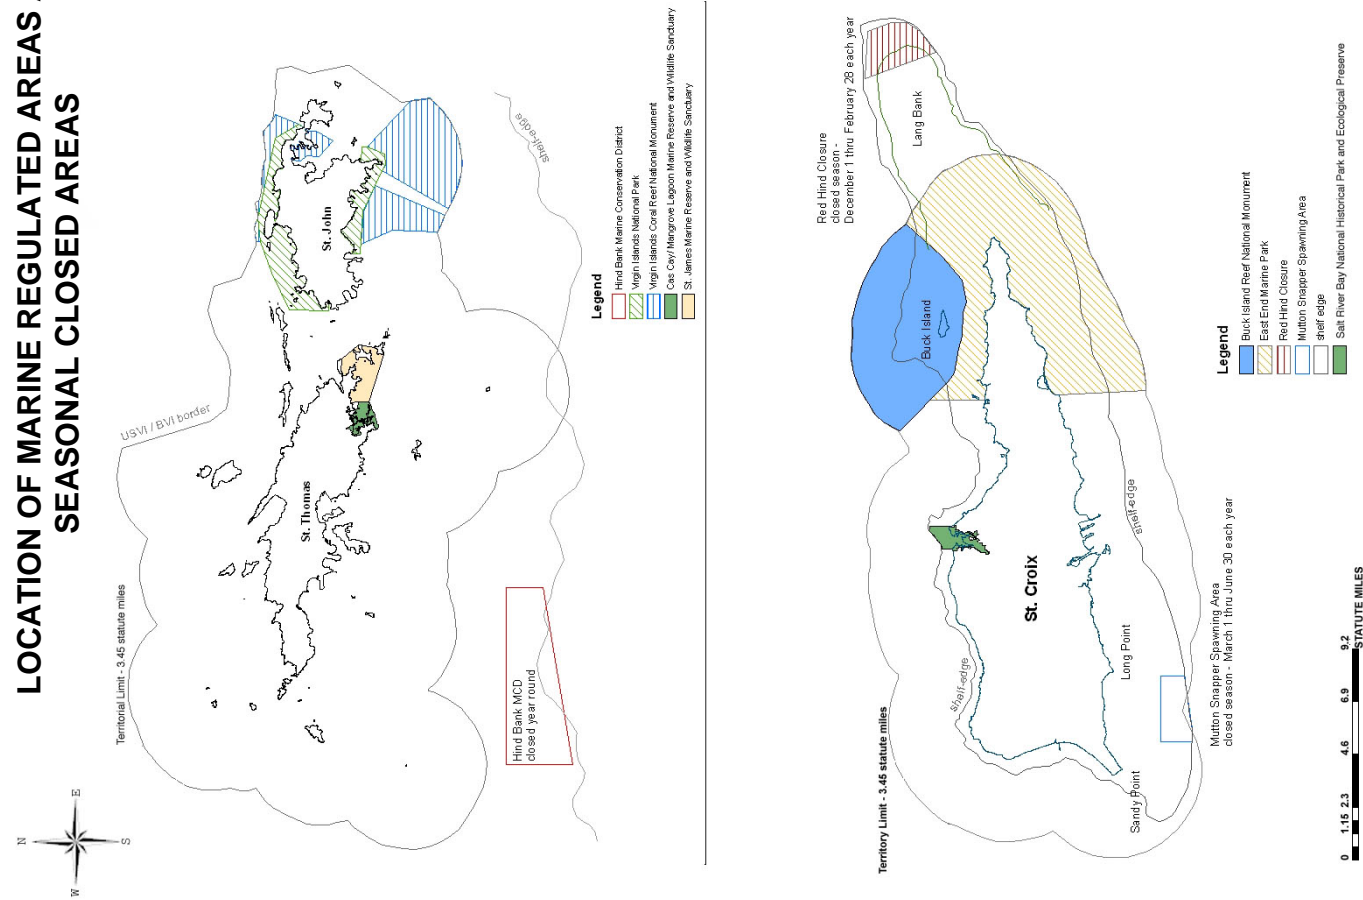 LOCATION OF MARINE REGULATED AREAS
SEASONAL CLOSED AREAS
N
E
S
W
Territorial Limit - 3.45 statute miles
USVI / BVI border
St. John
St. Thomas
shelf-edge
Hind Bank MCD
closed year round
Legend
Hind Bank Marine Conservation District
Virgin Islands National Park
Virgin Islands Coral Reef National Monument
Cas Cay/ Mangrove Lagoon Marine Reserve and Wildlife Sanctuary
St. James Marine Reserve and Wildlife Sanctuary
Red Hind Closure
closed season -
December 1 thru February 28 each year
Lang Bank
Buck Island
St. Croix
shelf-edge
shelf-edge
Long Point
Sandy Point
Territory Limit - 3.45 statute miles
Mutton Snapper Spawning Area
closed season - March 1 thru June 30 each year
Legend
Buck Island Reef National Monument
East End Marine Park
Red Hind Closure
Mutton Snapper Spawning Area
shelf edge
Salt River Bay National Historical Park and Ecological Preserve
0 1.15 2.3 4.6 6.9 9.2
STATUTE MILES